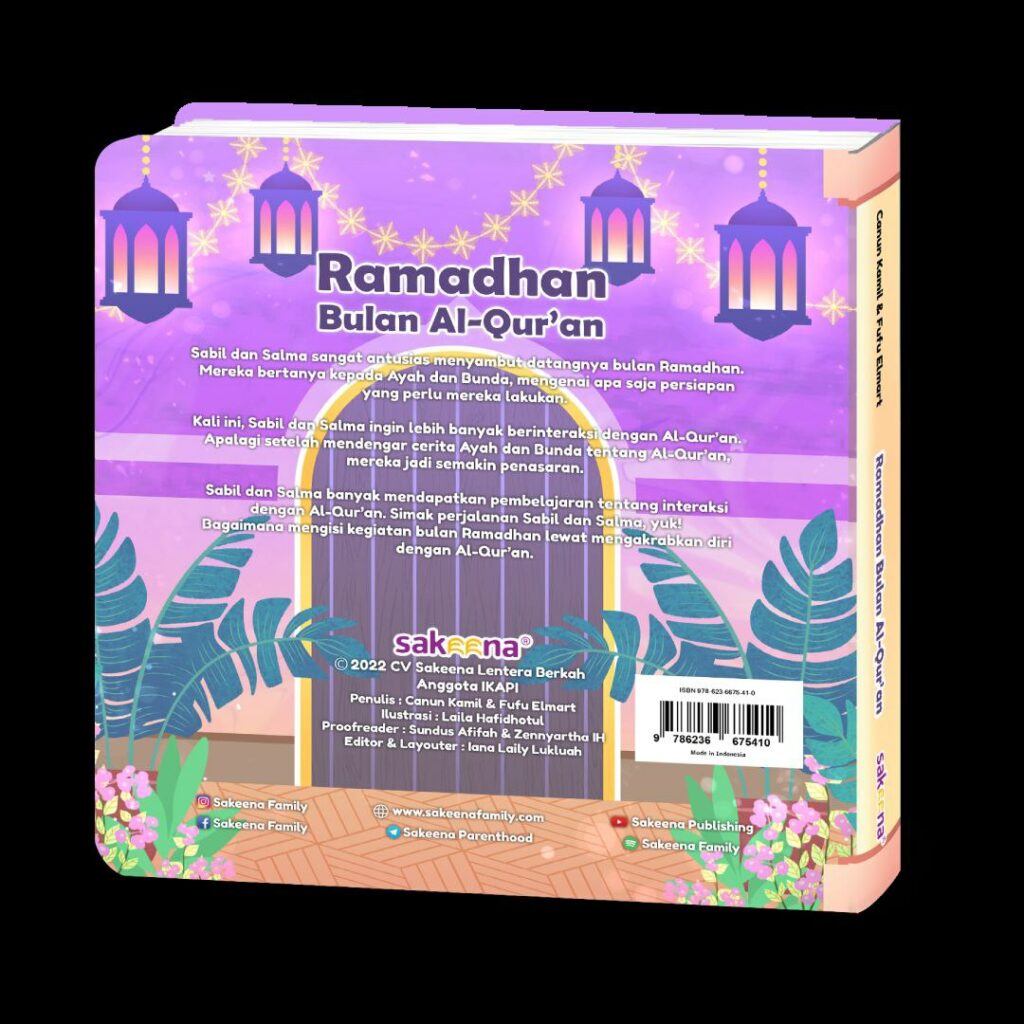 Ramadhan
Bulan Al-Qur'an
Sabil dan Salma sangat antusias menyambut datangnya bulan Ramadhan.
Mereka bertanya kepada Ayah dan Bunda, mengenai apa saja persiapan
yang perlu mereka lakukan.
Kali ini, Sabil dan Salma ingin lebih banyak berinteraksi dengan Al-Qur'an.
Apalagi setelah mendengar cerita Ayah dan Bunda tentang Al-Qur'an,
mereka jadi semakin penasaran.
Sabil dan Salma banyak mendapatkan pembelajaran tentang interaksi
dengan Al-Qur'an. Simak perjalanan Sabil dan Salma, yuk!
Bagaimana mengisi kegiatan bulan Ramadhan lewat mengakrabkan diri
dengan Al-Qur'an.
sakeena®
© 2022 CV Sakeena Lentera Berkah
Anggota IKAPI
Penulis : Canun Kamil & Fufu Elmart
Ilustrasi : Laila Hafidhotul
Proofreader : Sundus Afifah & Zennyartha IH
Editor & Layouter : Iana Laily Lukluah
ISBN 978-623-6675-41-0
9 786236 675410
Made in Indonesia
Sakeena Family
Sakeena Family
www.sakeenafamily.com
Sakeena Parenthood
Sakeena Publishing
Sakeena Family
Canun Kamil & Fufu Elmart
Ramadhan Bulan Al-Qur'an
sakeena®